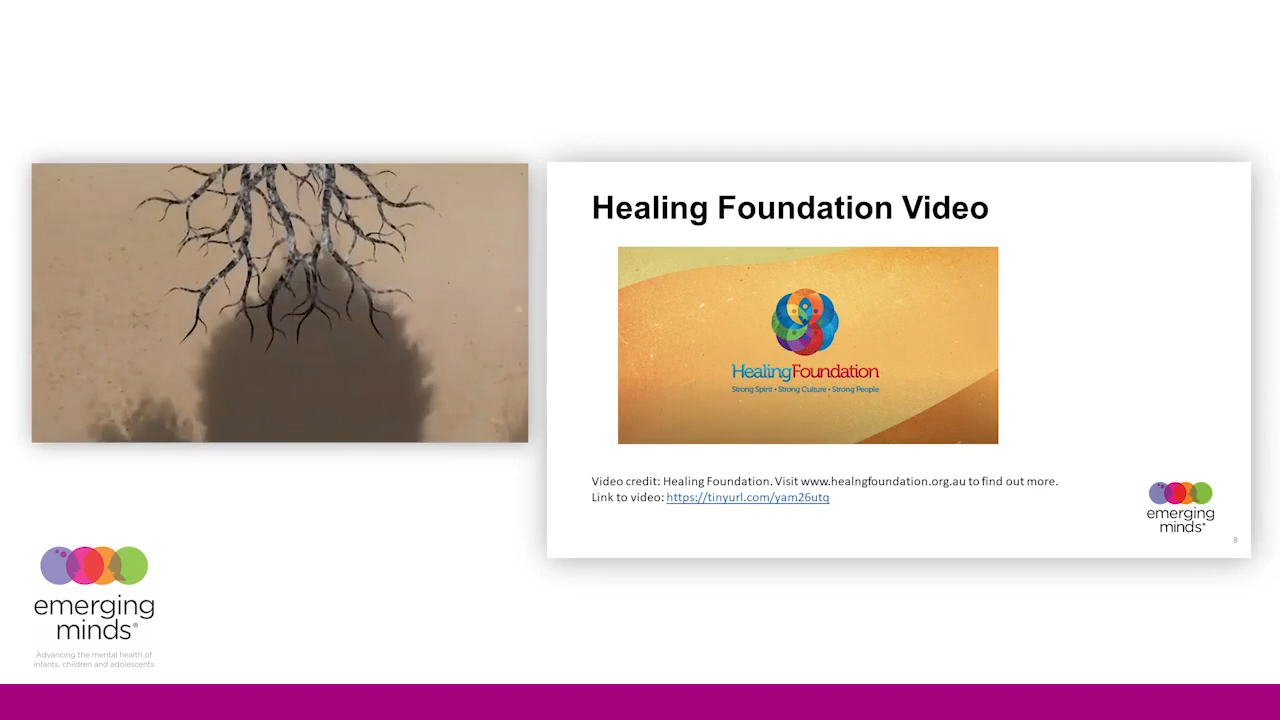 Healing Foundation Video
HealingFoundation
Strong Spirit • Strong Culture • Strong People
Video credit: Healing Foundation. Visit www.healngfoundation.org.au to find out more.
Link to video: https://tinyurl.com/yam26utq
emerging
minds®
8
emerging
minds®
Advancing the mental health of
infants, children and adolescents